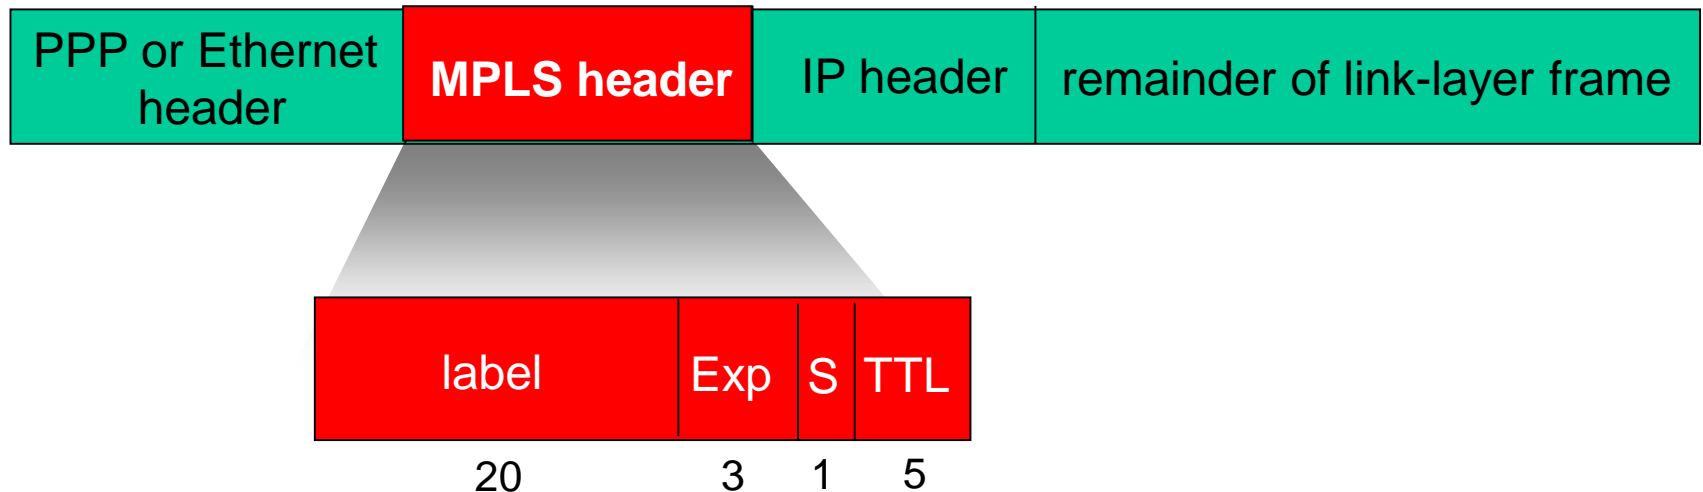 PPP or Ethernet
header
MPLS header
IP header
remainder of link-layer frame
label
Exp
S
TTL
20
3
1
5